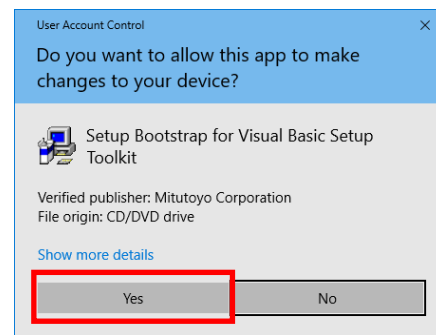 User Account Control
Do you want to allow this app to make
changes to your device?
Setup Bootstrap for Visual Basic Setup
Toolkit
Verified publisher: Mitutoyo Corporation
File origin: CD/DVD drive
Show more details
Yes
No